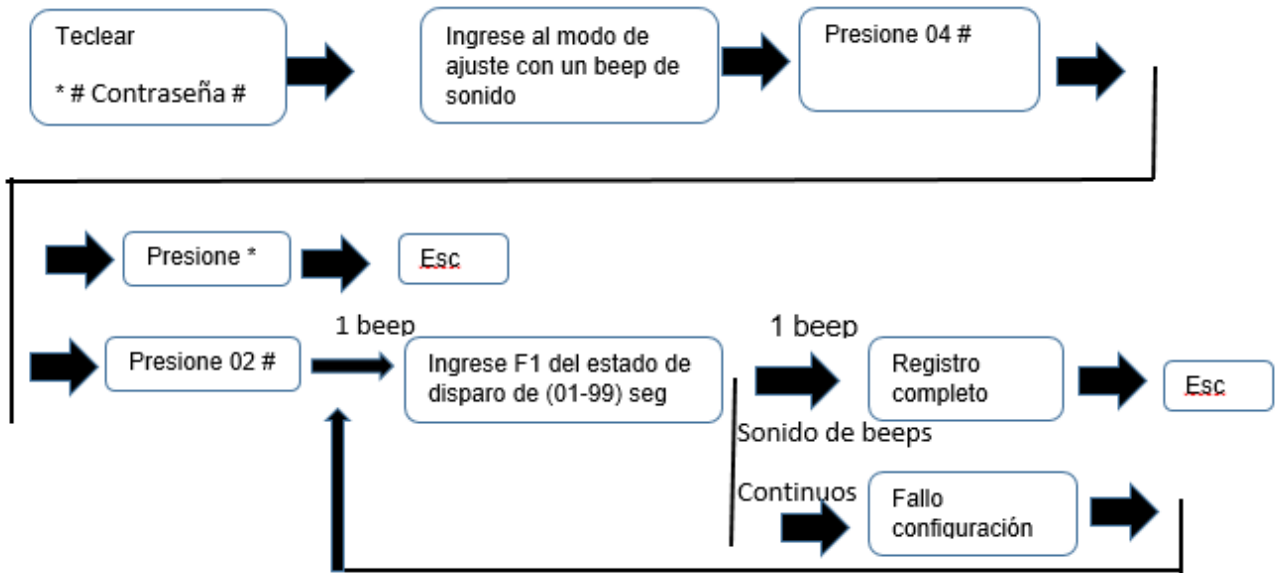 Teclear
* # Contraseña #
Ingrese al modo de
ajuste con un beep de
sonido
Presione 04 #
Presione *
Esc
Presione 02 #
1 beep
Ingrese F1 del estado de
disparo de (01-99) seg
1 beep
Registro
completo
Esc
Sonido de beeps
Continuos
Fallo
configuración